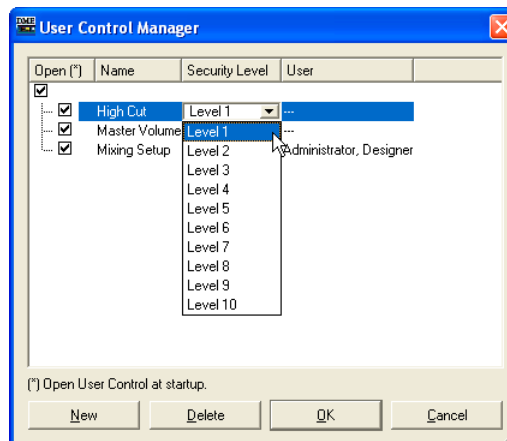 DME User Control Manager
Open (*) Name Security Level User
High Cut Level 1 ---
Master Volume Level 1 ---
Mixing Setup Level 2 Administrator, Designer
Level 3
Level 4
Level 5
Level 6
Level 7
Level 8
Level 9
Level 10
(*) Open User Control at startup.
New Delete OK Cancel